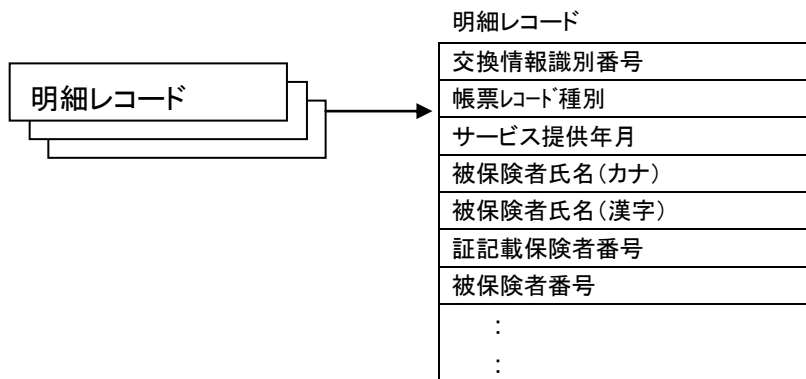 明細レコード
明細レコード
交換情報識別番号
帳票ﾚｺｰﾄﾞ種別
サービス提供年月
被保険者氏名(カナ)
被保険者氏名(漢字)
証記載保険者番号
被保険者番号
:
: